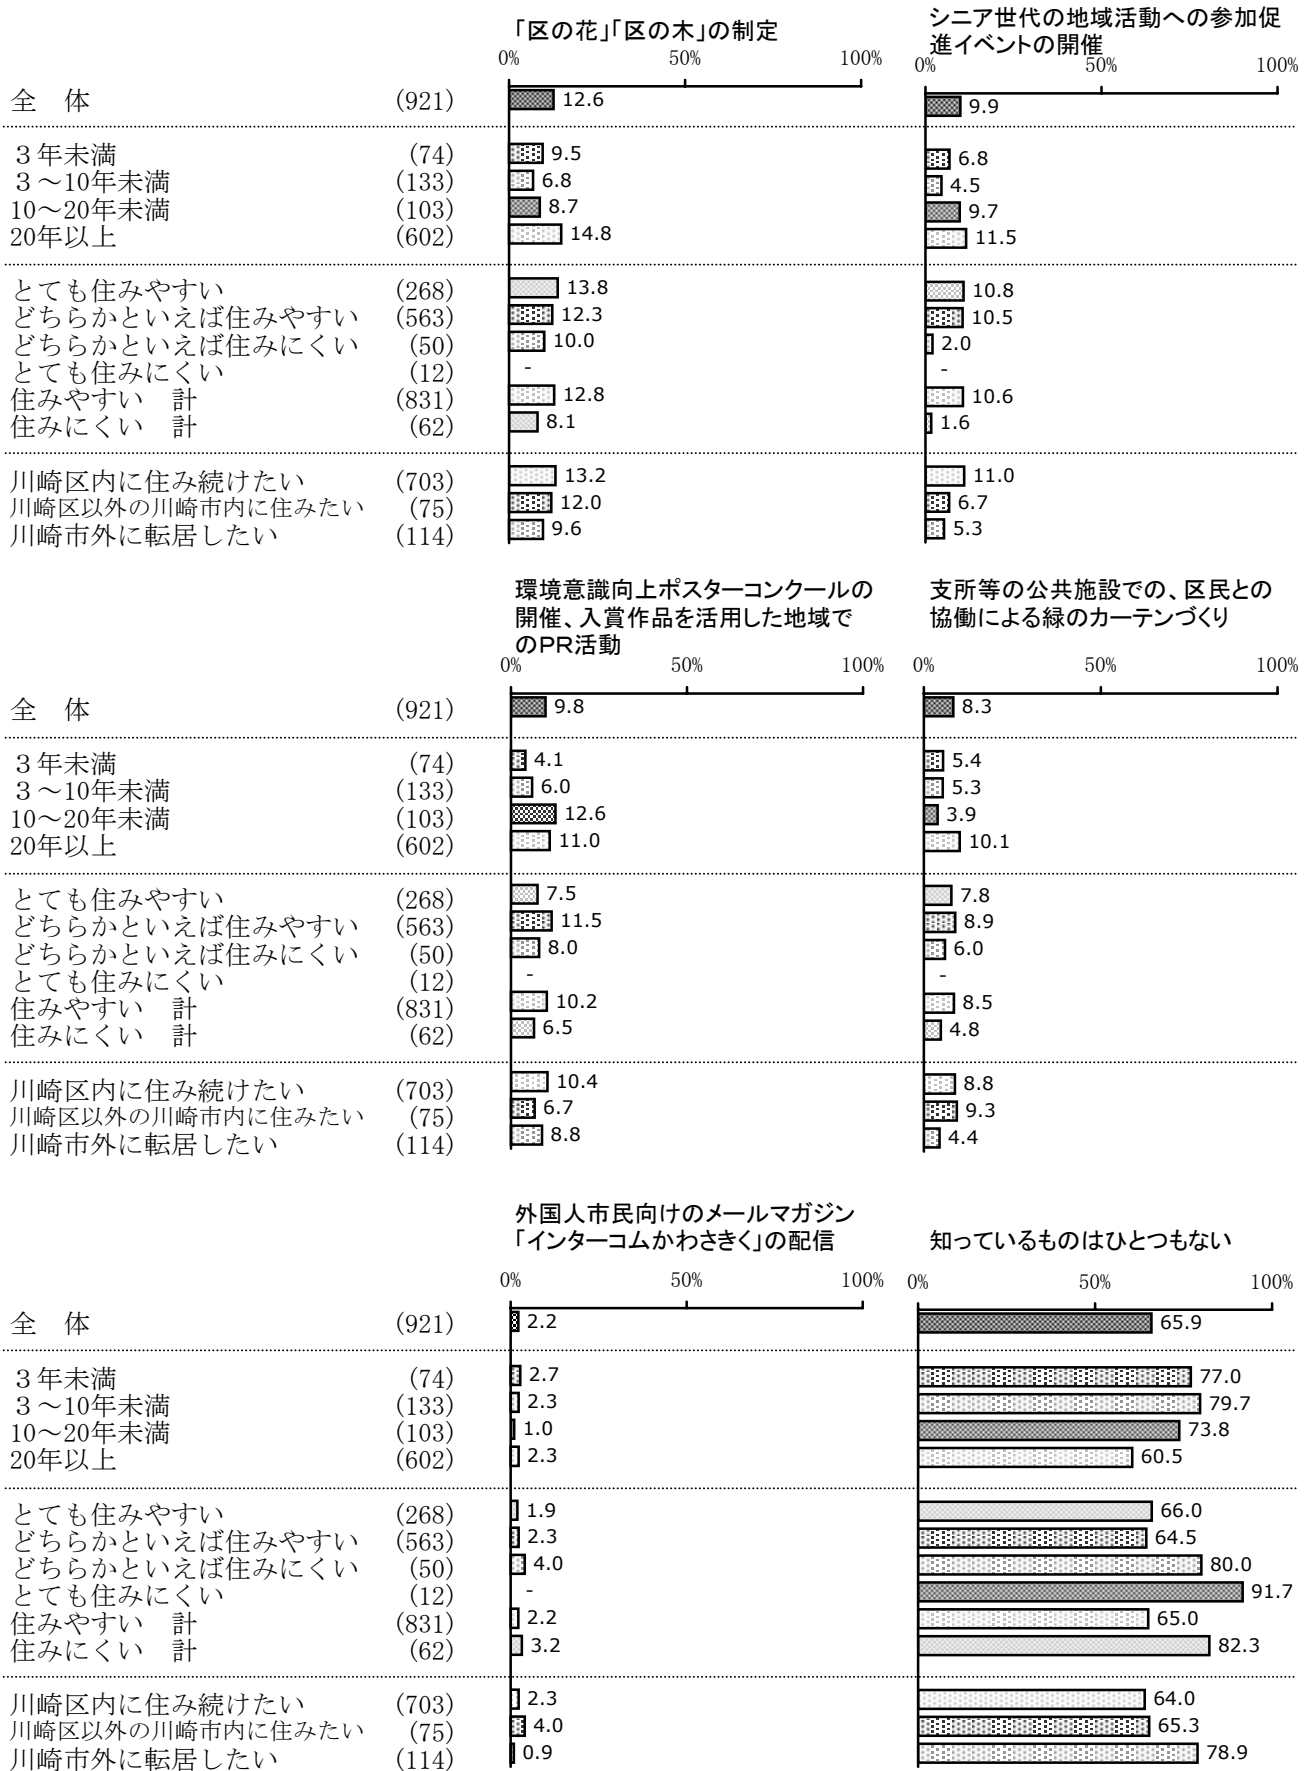 「区の花」「区の木」の制定
0% 50% 100%
シニア世代の地域活動への参加促
進イベントの開催
0% 50% 100%
全　体 (921) 12.6 9.9
３年未満 (74) 9.5 6.8
３～10年未満 (133) 6.8 4.5
10～20年未満 (103) 8.7 9.7
20年以上 (602) 14.8 11.5
とても住みやすい (268) 13.8 10.8
どちらかといえば住みやすい (563) 12.3 10.5
どちらかといえば住みにくい (50) 10.0 2.0
とても住みにくい (12) - -
住みやすい　計 (831) 12.8 10.6
住みにくい　計 (62) 8.1 1.6
川崎区内に住み続けたい (703) 13.2 11.0
川崎区以外の川崎市内に住みたい (75) 12.0 6.7
川崎市外に転居したい (114) 9.6 5.3
環境意識向上ポスターコンクールの
開催、入賞作品を活用した地域で
のＰＲ活動
0% 50% 100%
支所等の公共施設での、区民との
協働による緑のカーテンづくり
0% 50% 100%
全　体 (921) 9.8 8.3
３年未満 (74) 4.1 5.4
３～10年未満 (133) 6.0 5.3
10～20年未満 (103) 12.6 3.9
20年以上 (602) 11.0 10.1
とても住みやすい (268) 7.5 7.8
どちらかといえば住みやすい (563) 11.5 8.9
どちらかといえば住みにくい (50) 8.0 6.0
とても住みにくい (12) - -
住みやすい　計 (831) 10.2 8.5
住みにくい　計 (62) 6.5 4.8
川崎区内に住み続けたい (703) 10.4 8.8
川崎区以外の川崎市内に住みたい (75) 6.7 9.3
川崎市外に転居したい (114) 8.8 4.4
外国人市民向けのメールマガジン
「インターコムかわさきく」の配信
0% 50% 100%
知っているものはひとつもない
0% 50% 100%
全　体 (921) 2.2 65.9
３年未満 (74) 2.7 77.0
３～10年未満 (133) 2.3 79.7
10～20年未満 (103) 1.0 73.8
20年以上 (602) 2.3 60.5
とても住みやすい (268) 1.9 66.0
どちらかといえば住みやすい (563) 2.3 64.5
どちらかといえば住みにくい (50) 4.0 80.0
とても住みにくい (12) - 91.7
住みやすい　計 (831) 2.2 65.0
住みにくい　計 (62) 3.2 82.3
川崎区内に住み続けたい (703) 2.3 64.0
川崎区以外の川崎市内に住みたい (75) 4.0 65.3
川崎市外に転居したい (114) 0.9 78.9